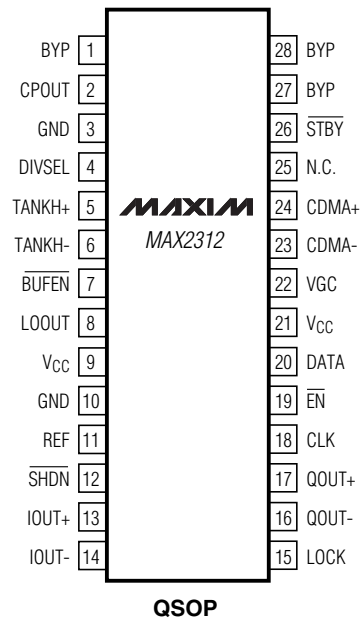 BYP 1
CPOUT 2
GND 3
DIVSEL 4
TANKH+ 5
TANKH- 6
BUFEN 7
LOOUT 8
VCC 9
GND 10
REF 11
SHDN 12
IOUT+ 13
IOUT- 14
MAXIM
MAX2312
28 BYP
27 BYP
26 STBY
25 N.C.
24 CDMA+
23 CDMA-
22 VGC
21 VCC
20 DATA
19 EN
18 CLK
17 QOUT+
16 QOUT-
15 LOCK
QSOP